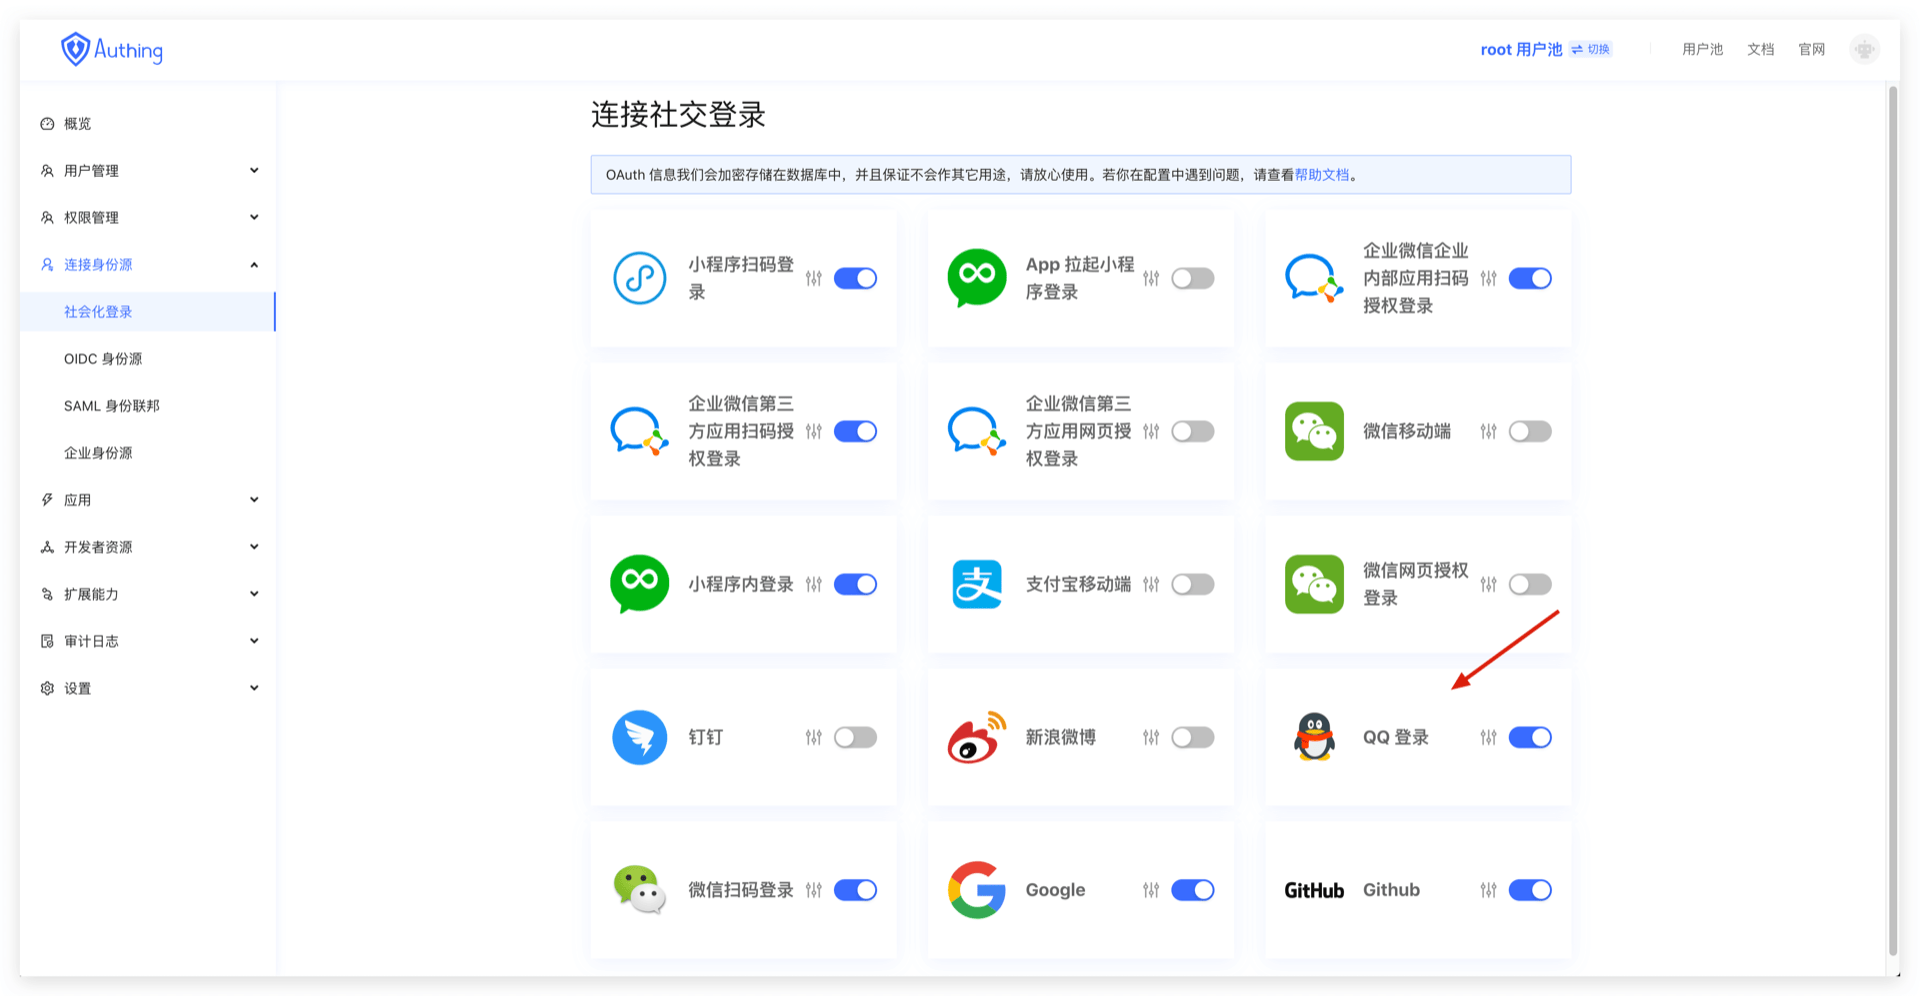 Authing
root 用户池 切换
用户池 文档 官网
概览
用户管理
权限管理
连接身份源
社会化登录
OIDC 身份源
SAML 身份联邦
企业身份源
应用
开发者资源
扩展能力
审计日志
设置
连接社交登录
OAuth 信息我们会加密存储在数据库中，并且保证不会作其它用途，请放心使用。若你在配置中遇到问题，请查看帮助文档。
小程序扫码登
录
App 拉起小程
序登录
企业微信企业
内部应用扫码
授权登录
企业微信第三
方应用扫码授
权登录
企业微信第三
方应用网页授
权登录
微信移动端
小程序内登录
支
支付宝移动端
微信网页授权
登录
钉钉
新浪微博
QQ 登录
微信扫码登录
Google
GitHub
Github